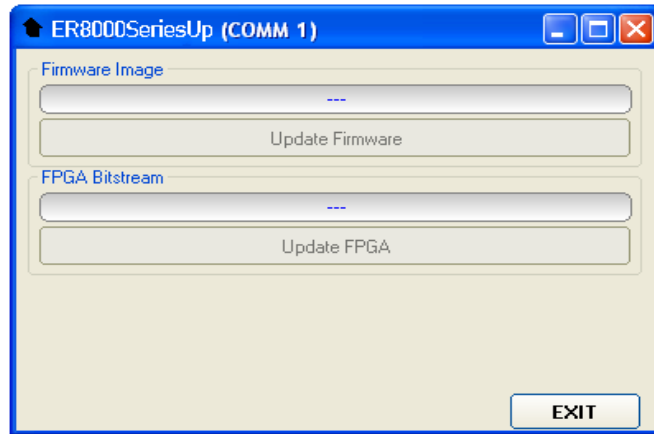 ER8000SeriesUp (COMM 1)
Firmware Image
---
Update Firmware
FPGA Bitstream
---
Update FPGA
EXIT